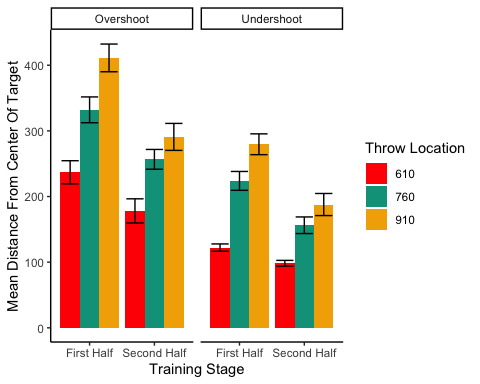 Overshoot
Undershoot
Mean Distance From Center Of Target
400
300
200
100
0
First Half
Second Half
First Half
Second Half
Training Stage
Throw Location
610
760
910